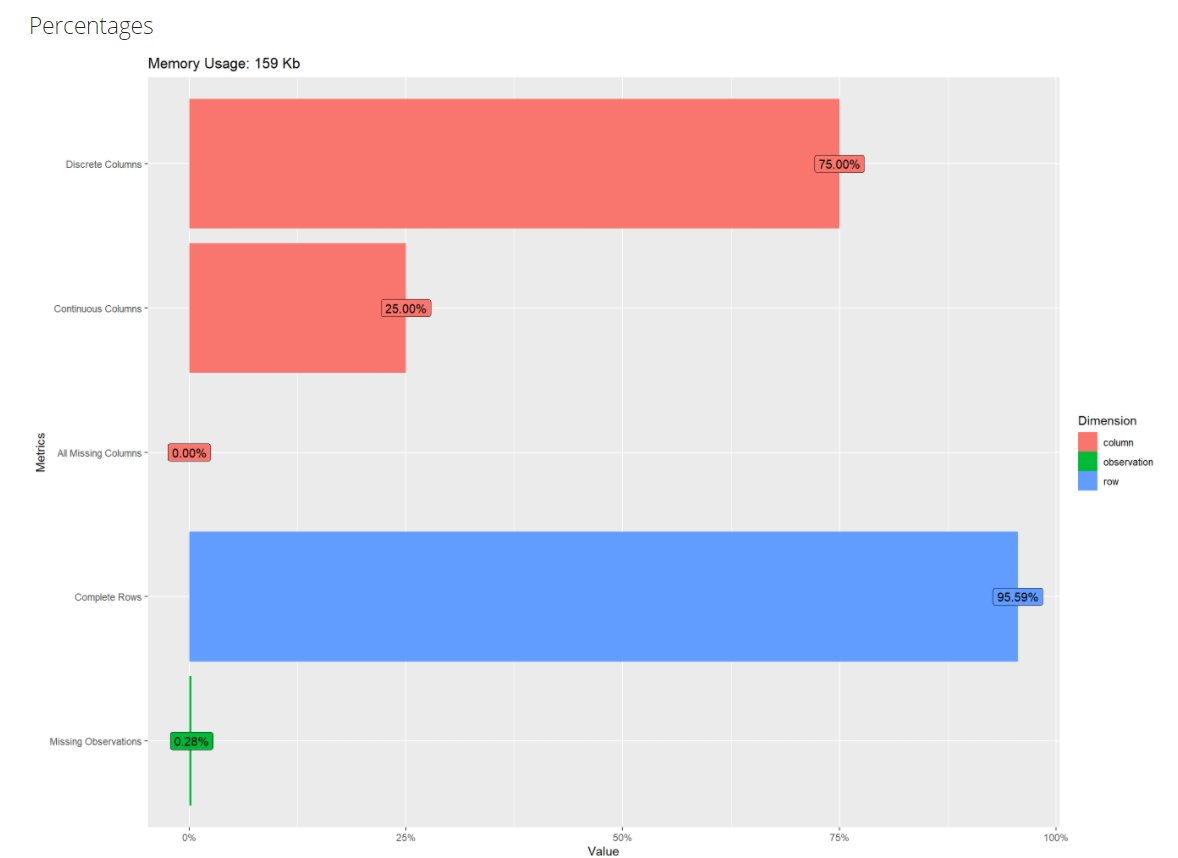 Percentages
Memory Usage: 159 Kb
Discrete Columns
75.00%
Continuous Columns
25.00%
All Missing Columns
0.00%
Complete Rows
95.59%
Missing Observations
0.28%
Metrics
0%
25%
50%
75%
100%
Value
Dimension
column
observation
row